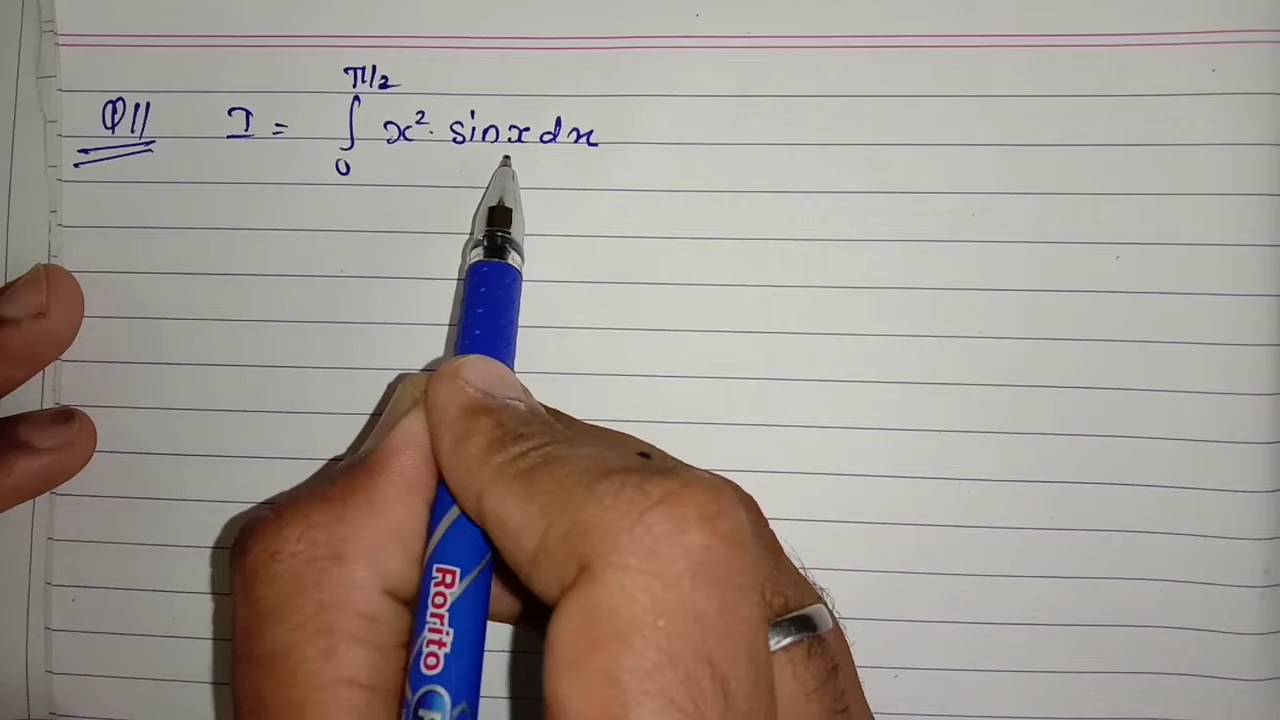 Q11 I = ∫₀^π/2 x². sinx dx
Rorito